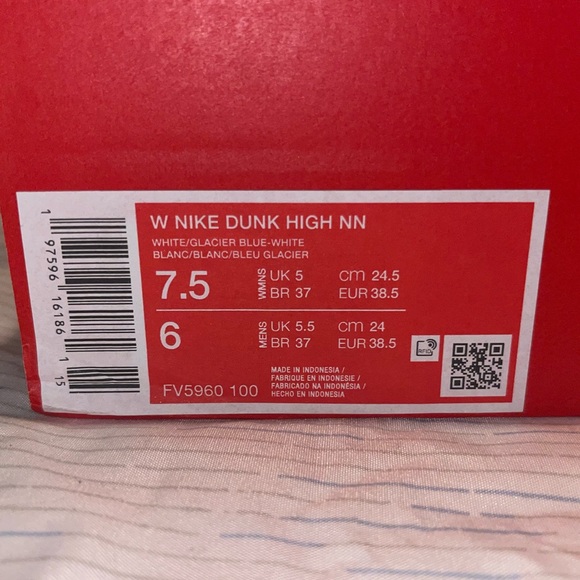 W NIKE DUNK HIGH NN
WHITE/GLACIER BLUE-WHITE
BLANC/BLANC/BLEU GLACIER
7.5 WMNS UK 5 cm 24.5
BR 37 EUR 38.5
6 MENS UK 5.5 cm 24
BR 37 EUR 38.5
FV5960 100
MADE IN INDONESIA /
FABRIQUE EN INDONÉSIE /
FABRICADO NA INDONÉSIA /
HECHO EN INDONESIA
RFID
1 97596 16186 1
15